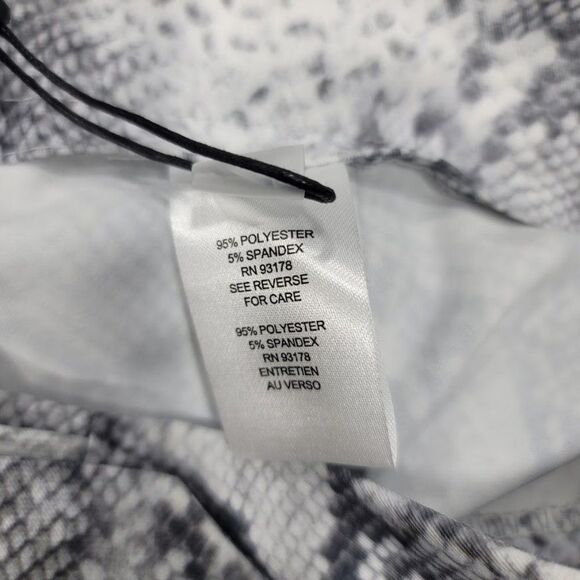 95% POLYESTER
5% SPANDEX
RN 93178
SEE REVERSE
FOR CARE
95% POLYESTER
5% SPANDEX
RN 93178
ENTRETIEN
AU VERSO